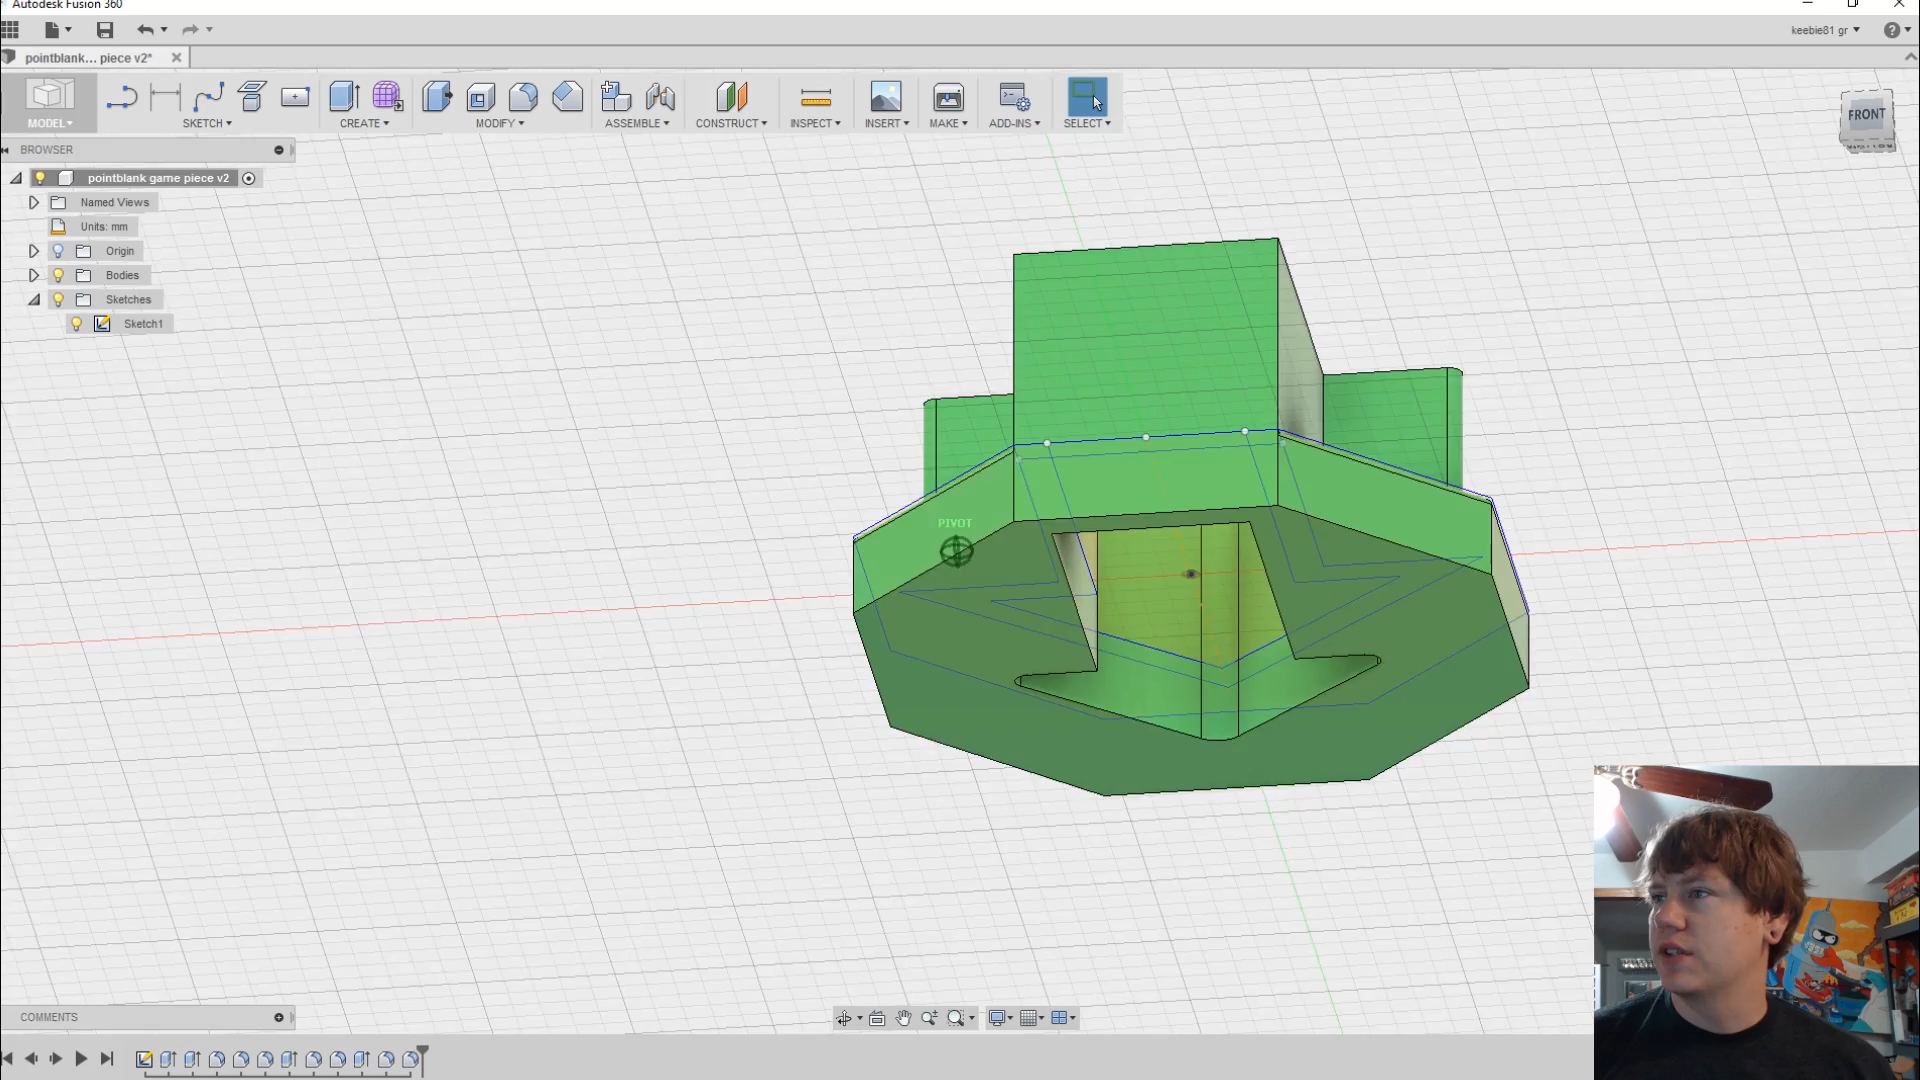 Autodesk Fusion 360
keebie81 gr
pointblank... piece v2*
MODEL
SKETCH
CREATE
MODIFY
ASSEMBLE
CONSTRUCT
INSPECT
INSERT
MAKE
ADD-INS
SELECT
FRONT
BROWSER
pointblank game piece v2
Named Views
Units: mm
Origin
Bodies
Sketches
Sketch1
PIVOT
COMMENTS